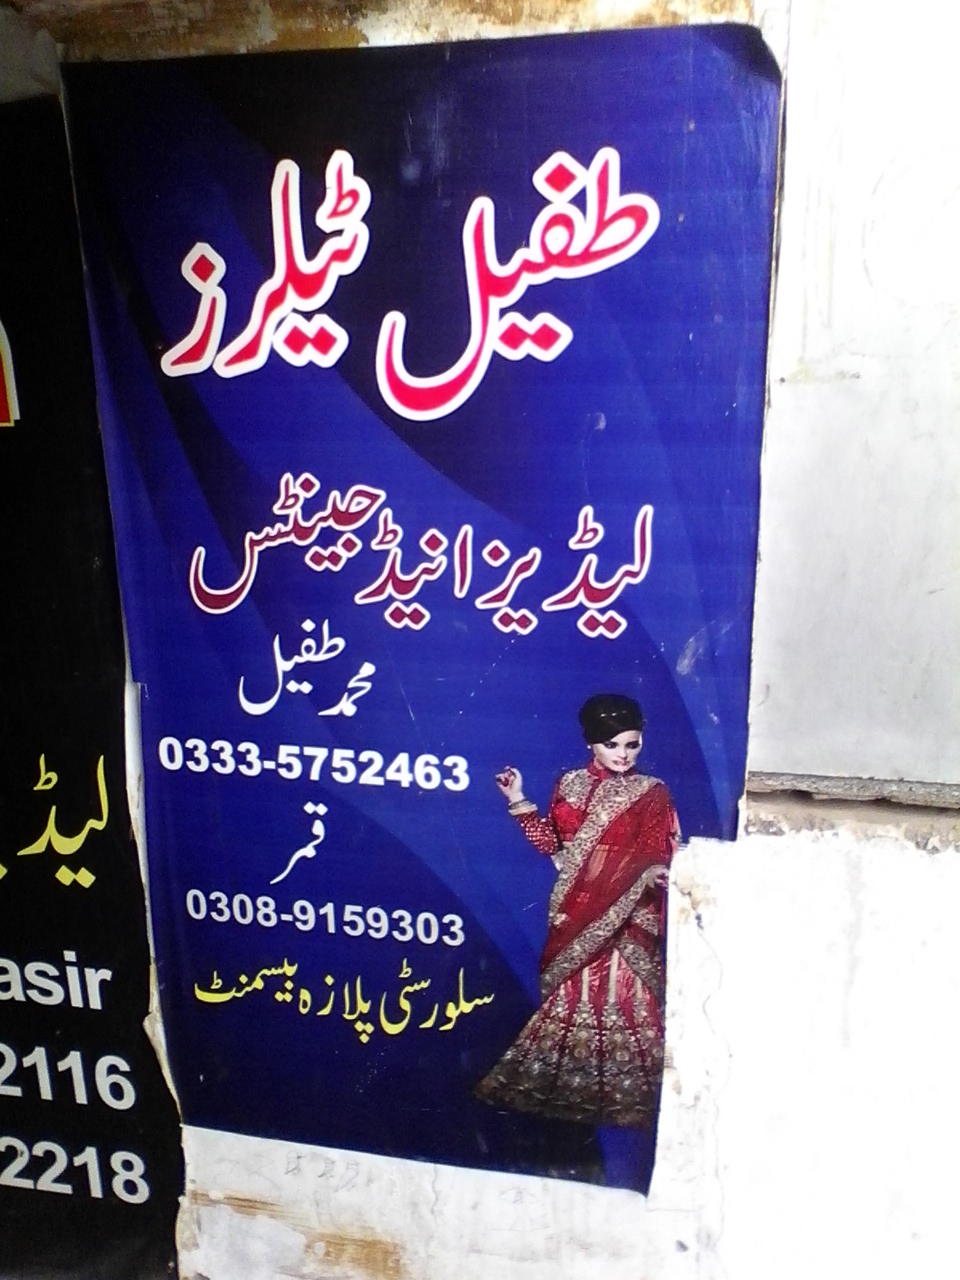 طفیل ٹیلرز
لیڈیز اینڈ جینٹس
محمد طفیل
0333-5752463
قمر
0308-9159303
سلور سٹی پلازہ بیسمنٹ
لیڈ
asir
2116
2218